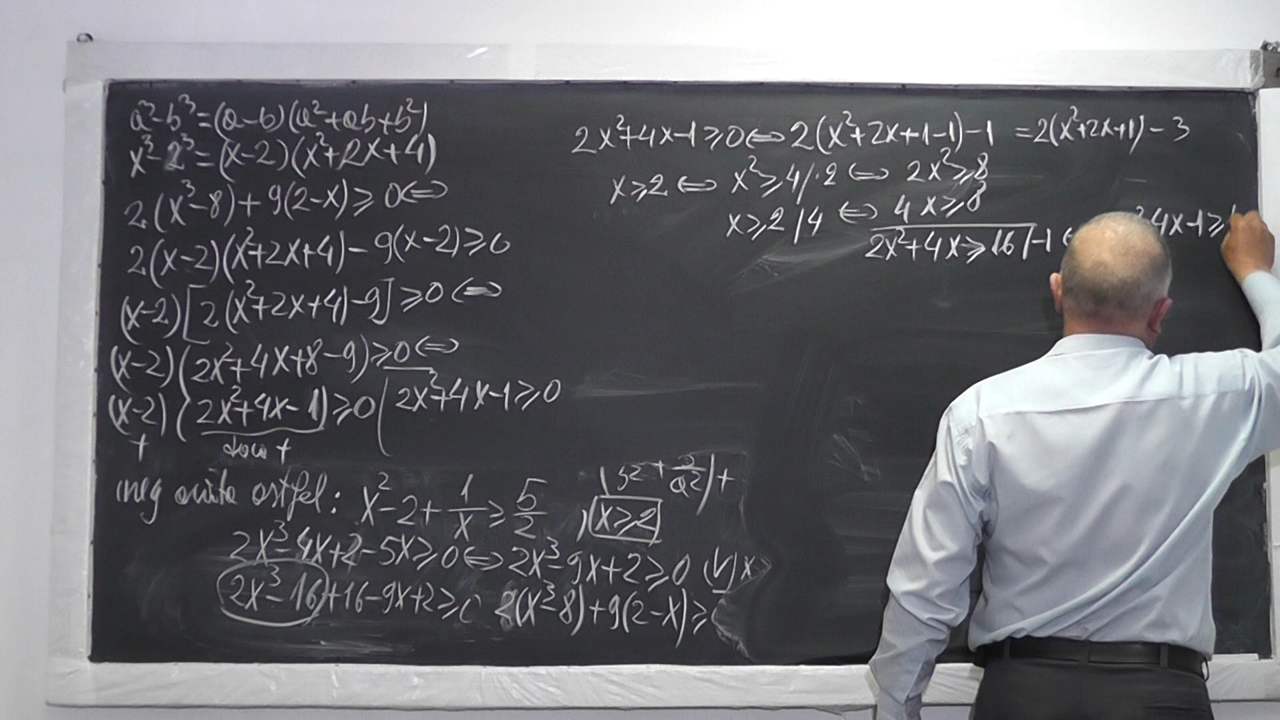 a³-b³=(a-b)(a²+ab+b²)
x³-2³=(x-2)(x²+2x+4)
2(x³-8)+9(2-x)≥0⇔
2(x-2)(x²+2x+4)-9(x-2)≥0
(x-2)[2(x²+2x+4)-9]≥0⇔
(x-2)(2x²+4x+8-9)≥0⇔
(x-2)(2x²+4x-1)≥0 | 2x²+4x-1≥0
+ +
x²-2+1/x≥5/2, x≥2
2x³-4x+2-5x≥0⇔2x³-9x+2≥0 (∀)x
2x³-16+16-9x+2≥0 2(x³-8)+9(2-x)≥
2x²+4x-1≥0⇔2(x²+2x+1-1)-1 =2(x²+2x+1)-3
x≥2⇔x²≥4/·2⇔2x²≥8
x≥2/4⇔4x≥8
2x²+4x≥16/-1 4x-1≥